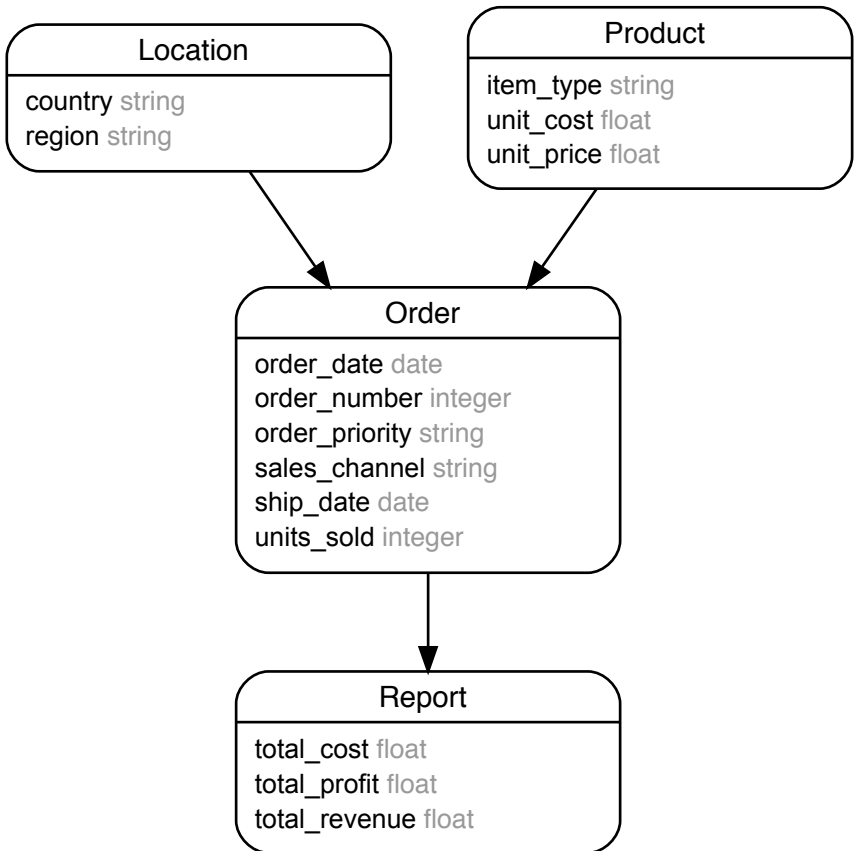 Location
country string
region string
Product
item_type string
unit_cost float
unit_price float
Order
order_date date
order_number integer
order_priority string
sales_channel string
ship_date date
units_sold integer
Report
total_cost float
total_profit float
total_revenue float